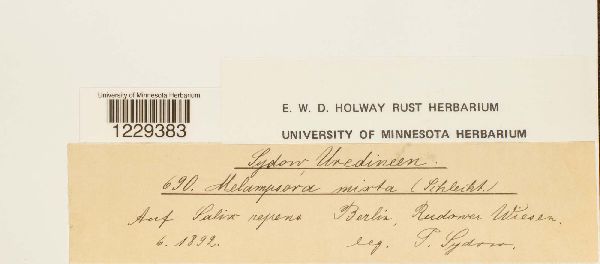 University of Minnesota Herbarium
1229383
E. W. D. HOLWAY RUST HERBARIUM
UNIVERSITY OF MINNESOTA HERBARIUM
Sydow, Uredineen.
690. Melampsora mixta (Schlecht.)
Auf Salix repens Berlin, Rudower Wiesen.
6. 1892. leg. P. Sydow.